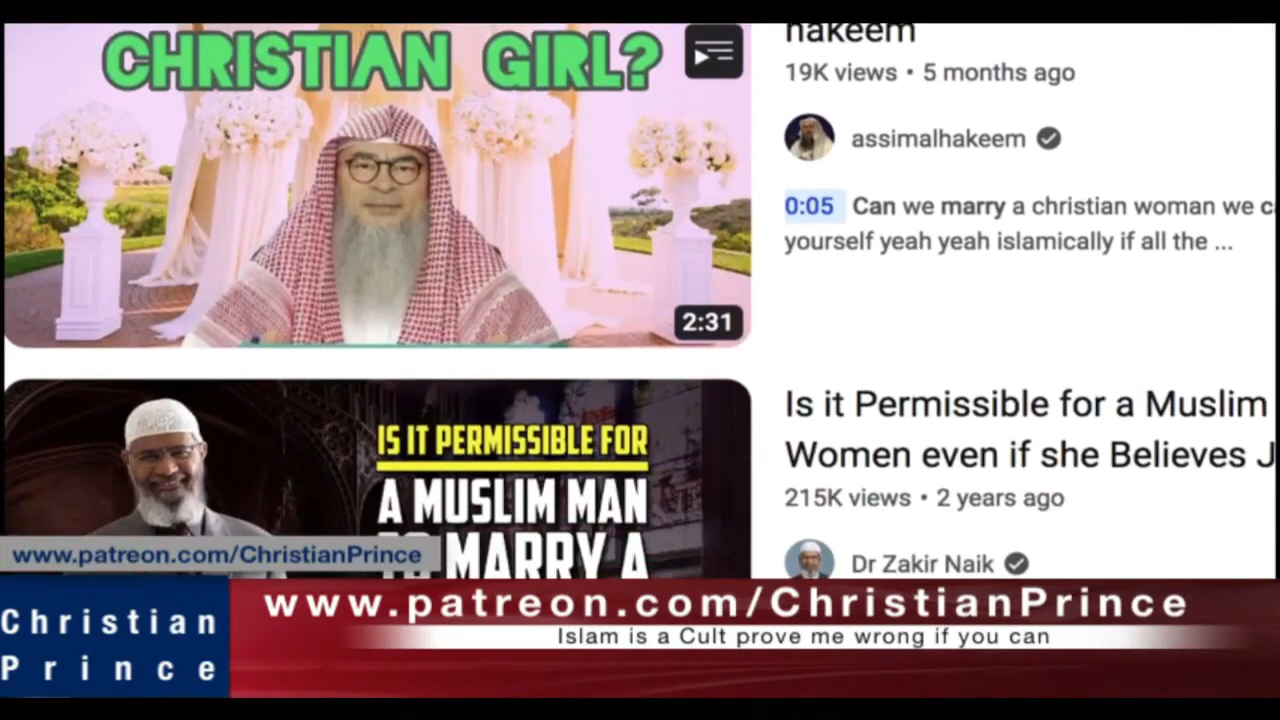 CHRISTIAN GIRL?
2:31
hakeem
19K views • 5 months ago
assimalhakeem
0:05 Can we marry a christian woman we c
yourself yeah yeah islamically if all the ...
IS IT PERMISSIBLE FOR
A MUSLIM MAN
TO MARRY A
Is it Permissible for a Muslim
Women even if she Believes J
215K views • 2 years ago
Dr Zakir Naik
www.patreon.com/ChristianPrince
Christian
Prince
www.patreon.com/ChristianPrince
Islam is a Cult prove me wrong if you can